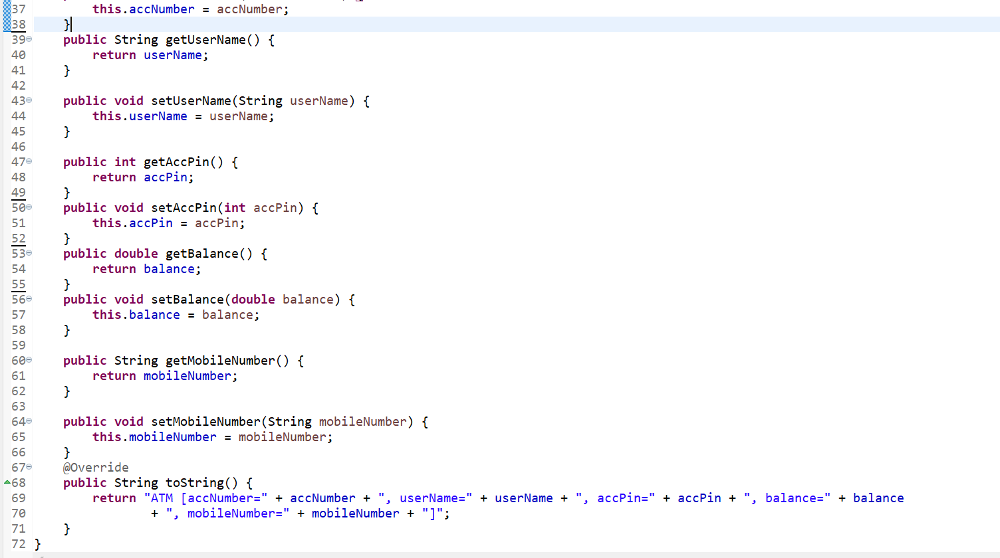 37 this.accNumber = accNumber;
38 }
39 public String getUserName() {
40 return userName;
41 }
42
43 public void setUserName(String userName) {
44 this.userName = userName;
45 }
46
47 public int getAccPin() {
48 return accPin;
49 }
50 public void setAccPin(int accPin) {
51 this.accPin = accPin;
52 }
53 public double getBalance() {
54 return balance;
55 }
56 public void setBalance(double balance) {
57 this.balance = balance;
58 }
59
60 public String getMobileNumber() {
61 return mobileNumber;
62 }
63
64 public void setMobileNumber(String mobileNumber) {
65 this.mobileNumber = mobileNumber;
66 }
67 @Override
68 public String toString() {
69 return "ATM [accNumber=" + accNumber + ", userName=" + userName + ", accPin=" + accPin + ", balance=" + balance
70 + ", mobileNumber=" + mobileNumber + "]";
71 }
72 }